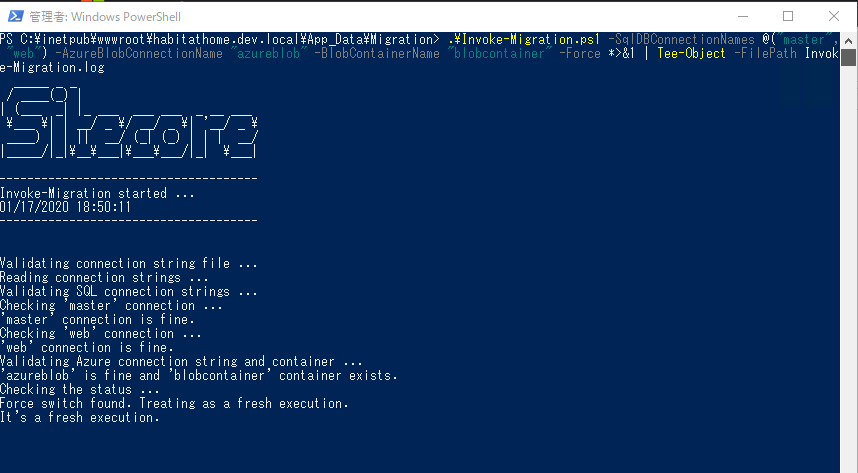 管理者: Windows PowerShell
PS C:¥inetpub¥wwwroot¥habitathome.dev.local¥App_Data¥Migration> .¥Invoke-Migration.ps1 -SqlDBConnectionNames @("master",
"web") -AzureBlobConnectionName "azureblob" -BlobContainerName "blobcontainer" -Force *>&1 | Tee-Object -FilePath Invok
e-Migration.log
Sitecore
-------------------------------------
Invoke-Migration started ...
01/17/2020 18:50:11
-------------------------------------
Validating connection string file ...
Reading connection strings ...
Validating SQL connection strings ...
Checking 'master' connection ...
'master' connection is fine.
Checking 'web' connection ...
'web' connection is fine.
Validating Azure connection string and container ...
'azureblob' is fine and 'blobcontainer' container exists.
Checking the status ...
Force switch found. Treating as a fresh execution.
It's a fresh execution.